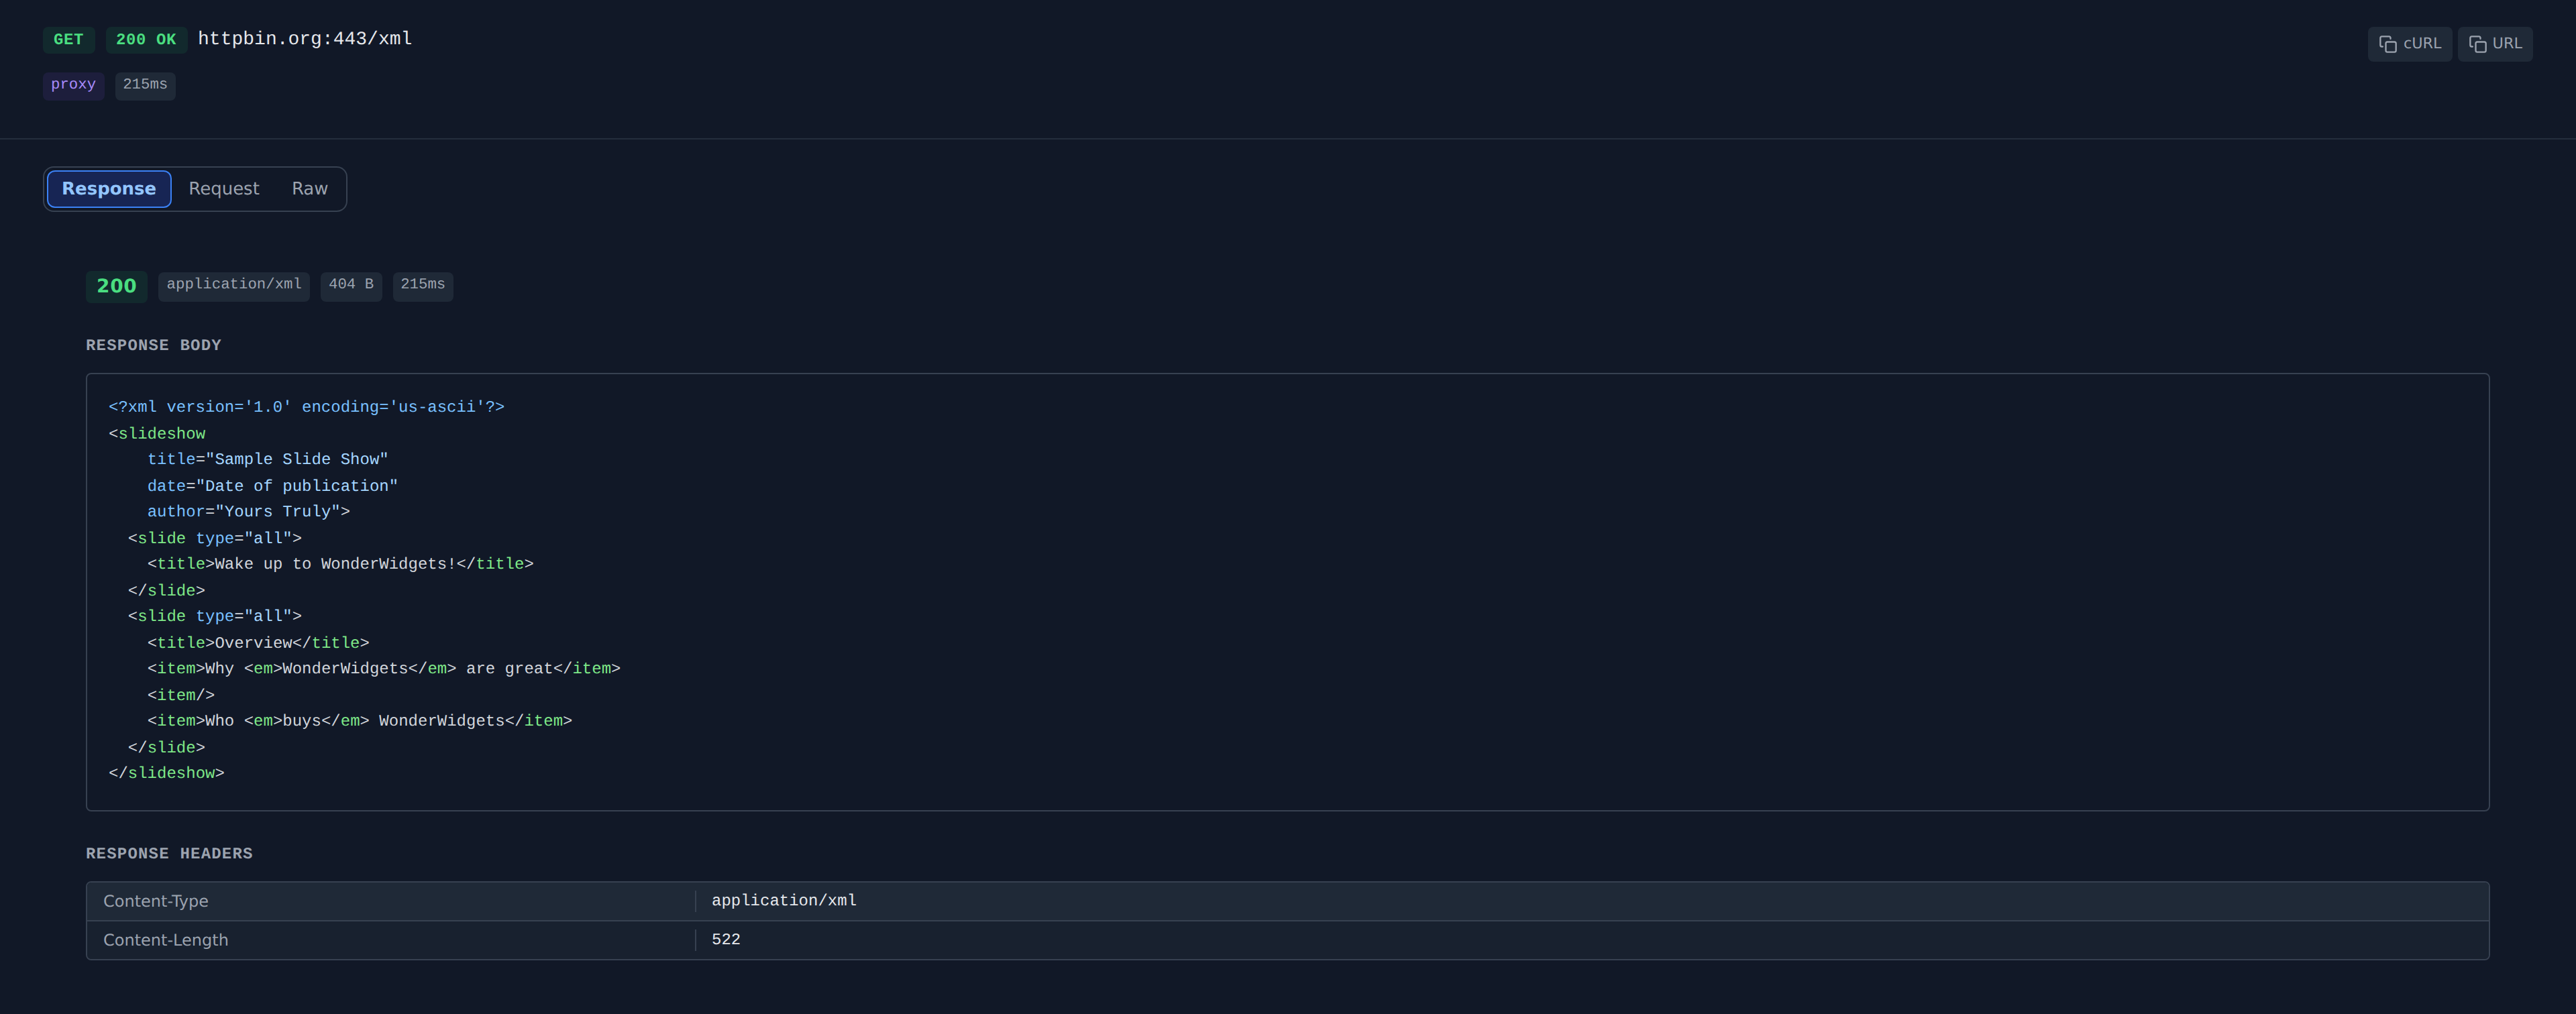 GET 200 OK httpbin.org:443/xml cURL URL
proxy 215ms
Response Request Raw
200 application/xml 404 B 215ms
RESPONSE BODY
<?xml version='1.0' encoding='us-ascii'?>
<slideshow
    title="Sample Slide Show"
    date="Date of publication"
    author="Yours Truly">
  <slide type="all">
    <title>Wake up to WonderWidgets!</title>
  </slide>
  <slide type="all">
    <title>Overview</title>
    <item>Why <em>WonderWidgets</em> are great</item>
    <item/>
    <item>Who <em>buys</em> WonderWidgets</item>
  </slide>
</slideshow>
RESPONSE HEADERS
Content-Type application/xml
Content-Length 522